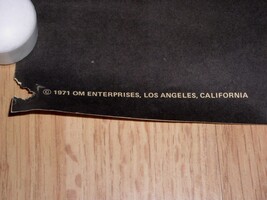 © 1971 OM ENTERPRISES, LOS ANGELES, CALIFORNIA